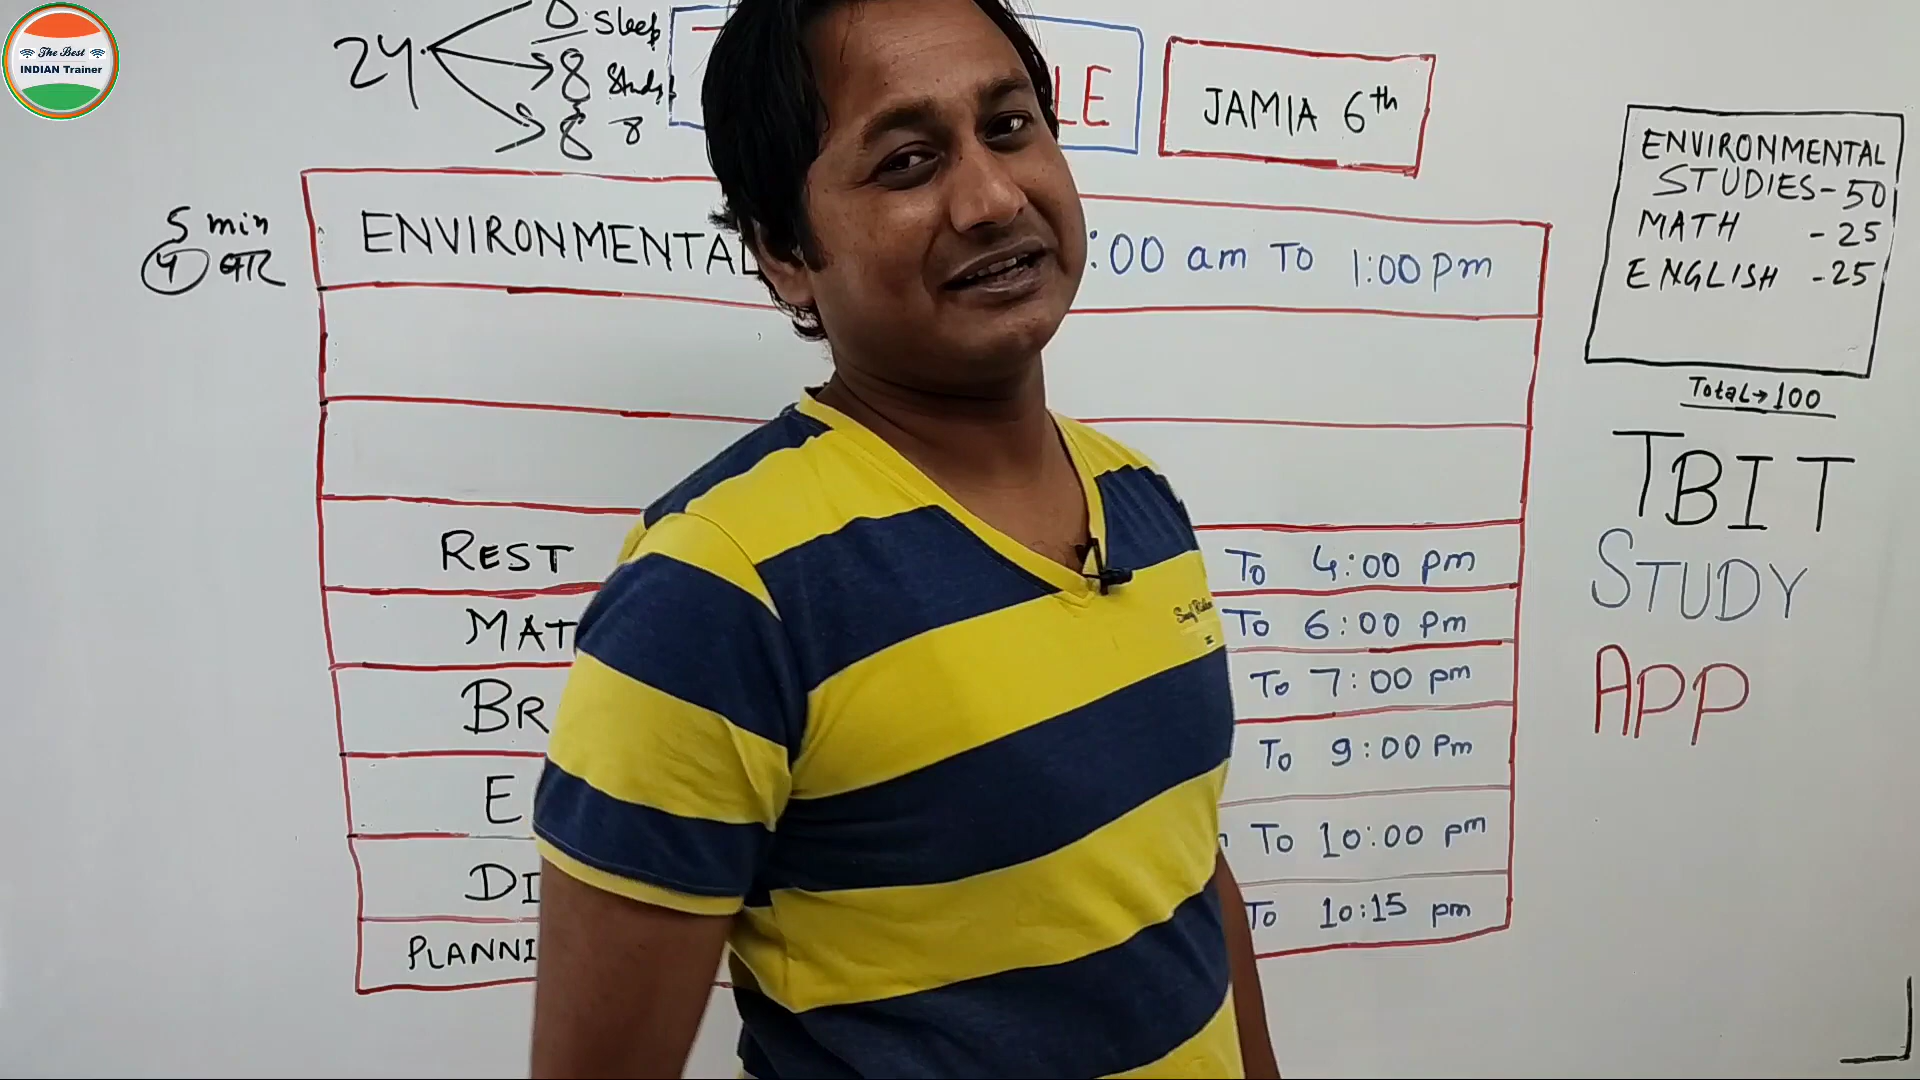 The Best
INDIAN Trainer
24
Sleep
8 Study
8 8
LE
JAMIA 6th
ENVIRONMENTAL
STUDIES-50
MATH -25
ENGLISH -25
Total→100
TBIT
STUDY
APP
5 min
बार
ENVIRONMENTAL :00 am To 1:00 pm
REST To 4:00 pm
MAT To 6:00 pm
BR To 7:00 pm
E To 9:00 pm
DI To 10:00 pm
PLANNI To 10:15 pm